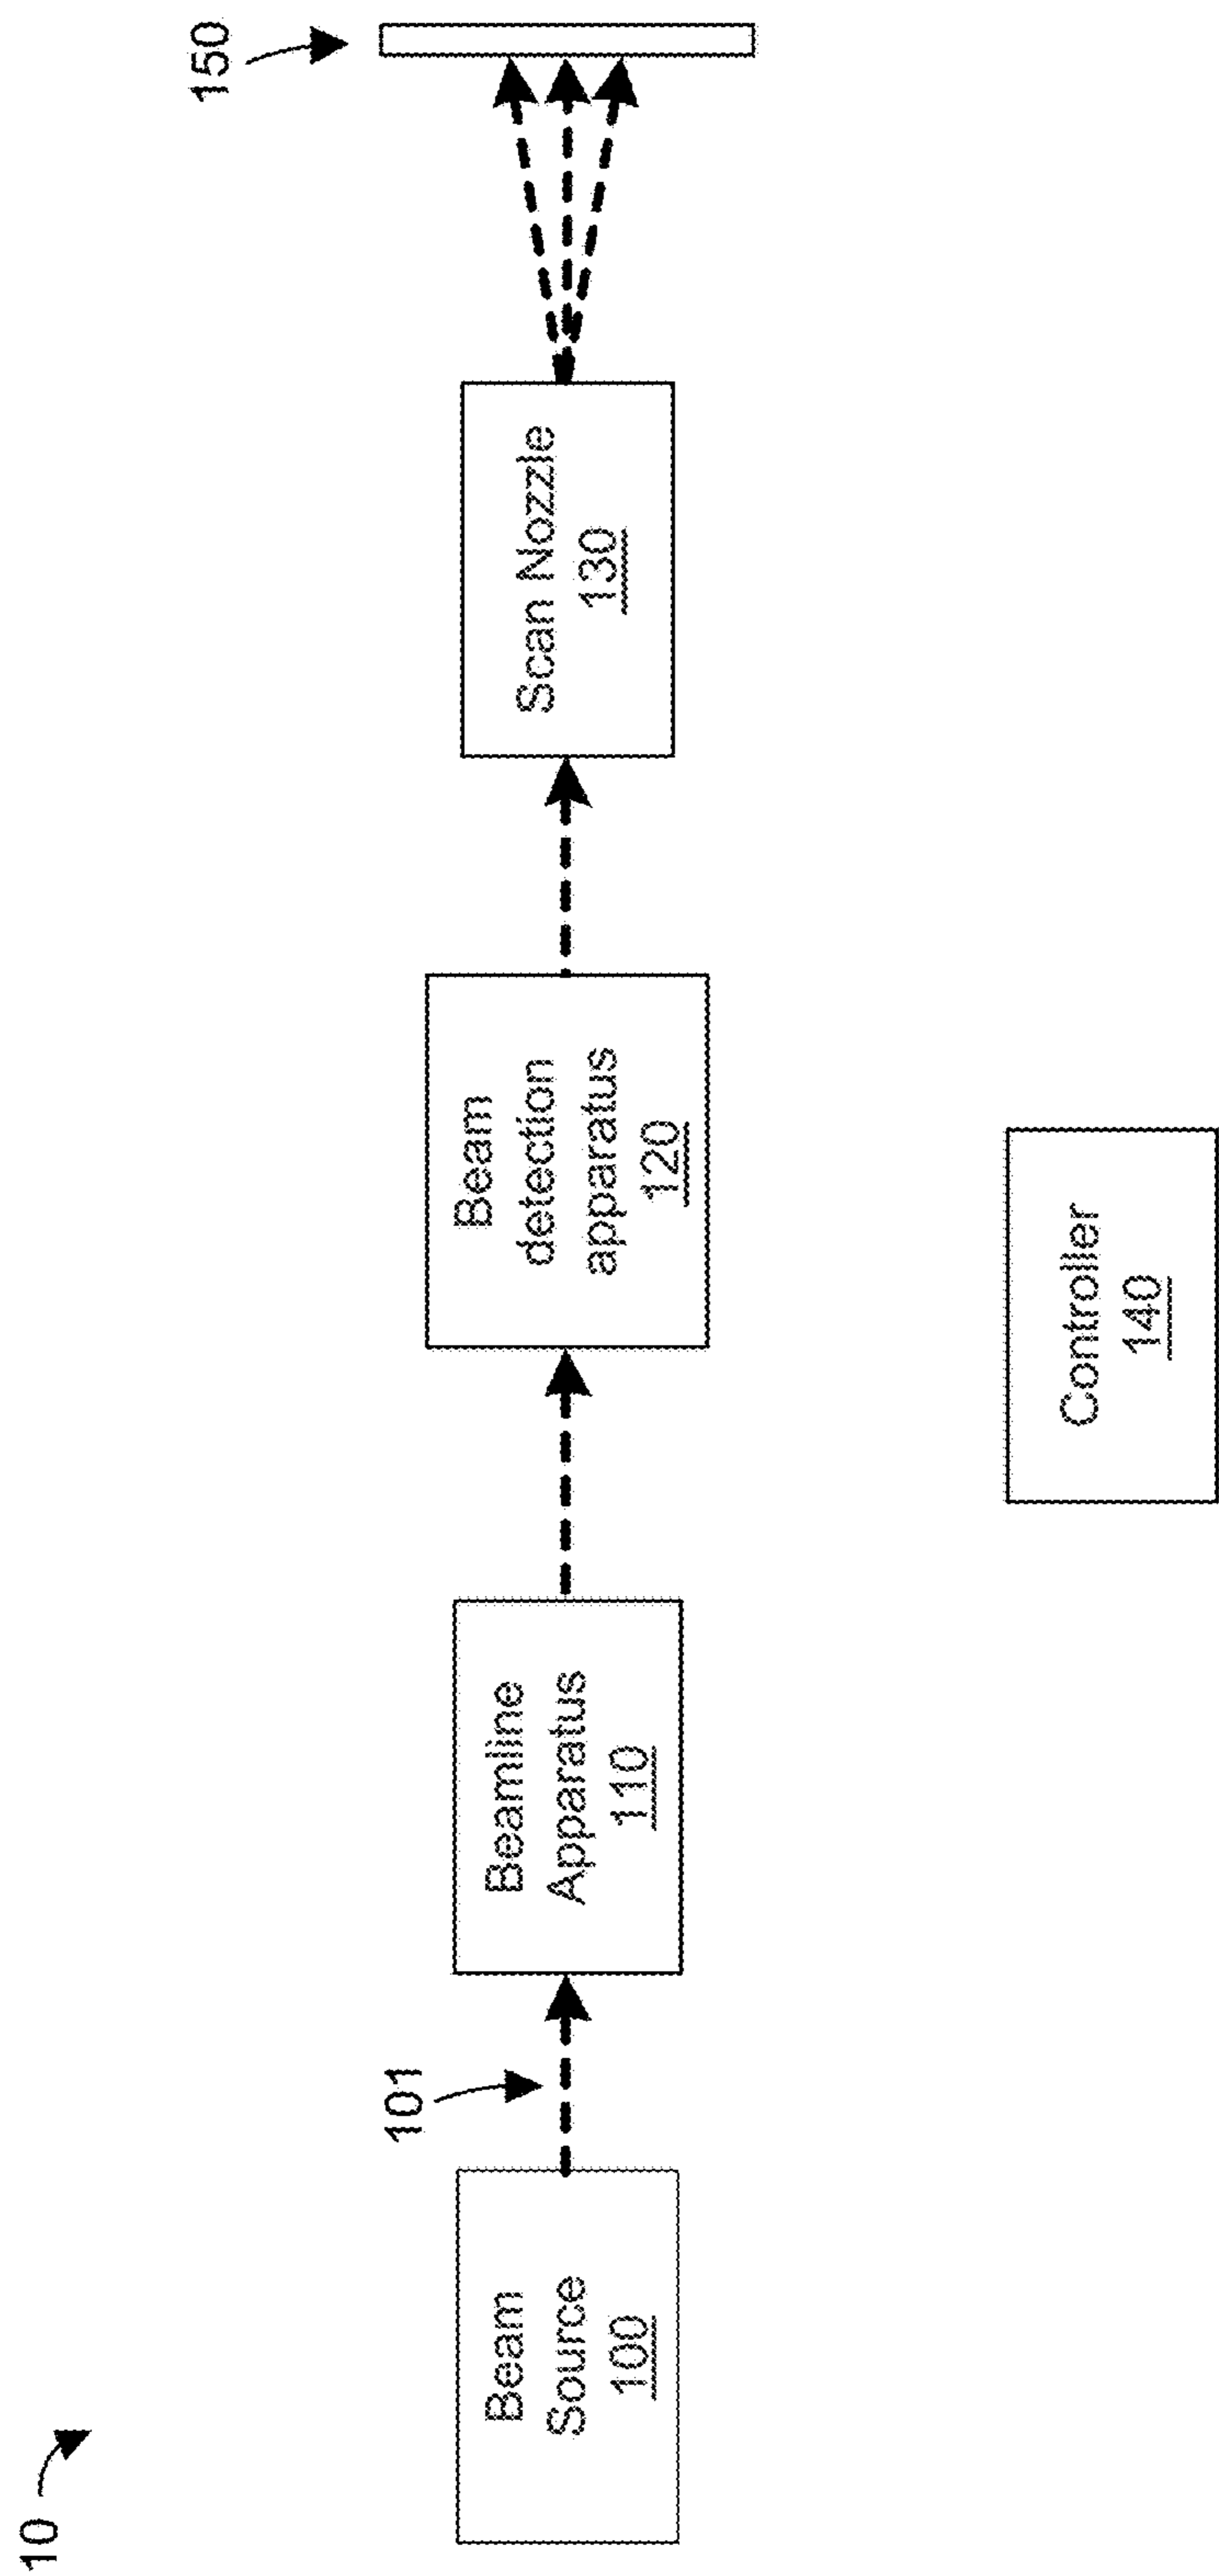 10
150
101
Beam
Source
100
Beamline
Apparatus
110
Beam
detection
apparatus
120
Scan Nozzle
130
Controller
140